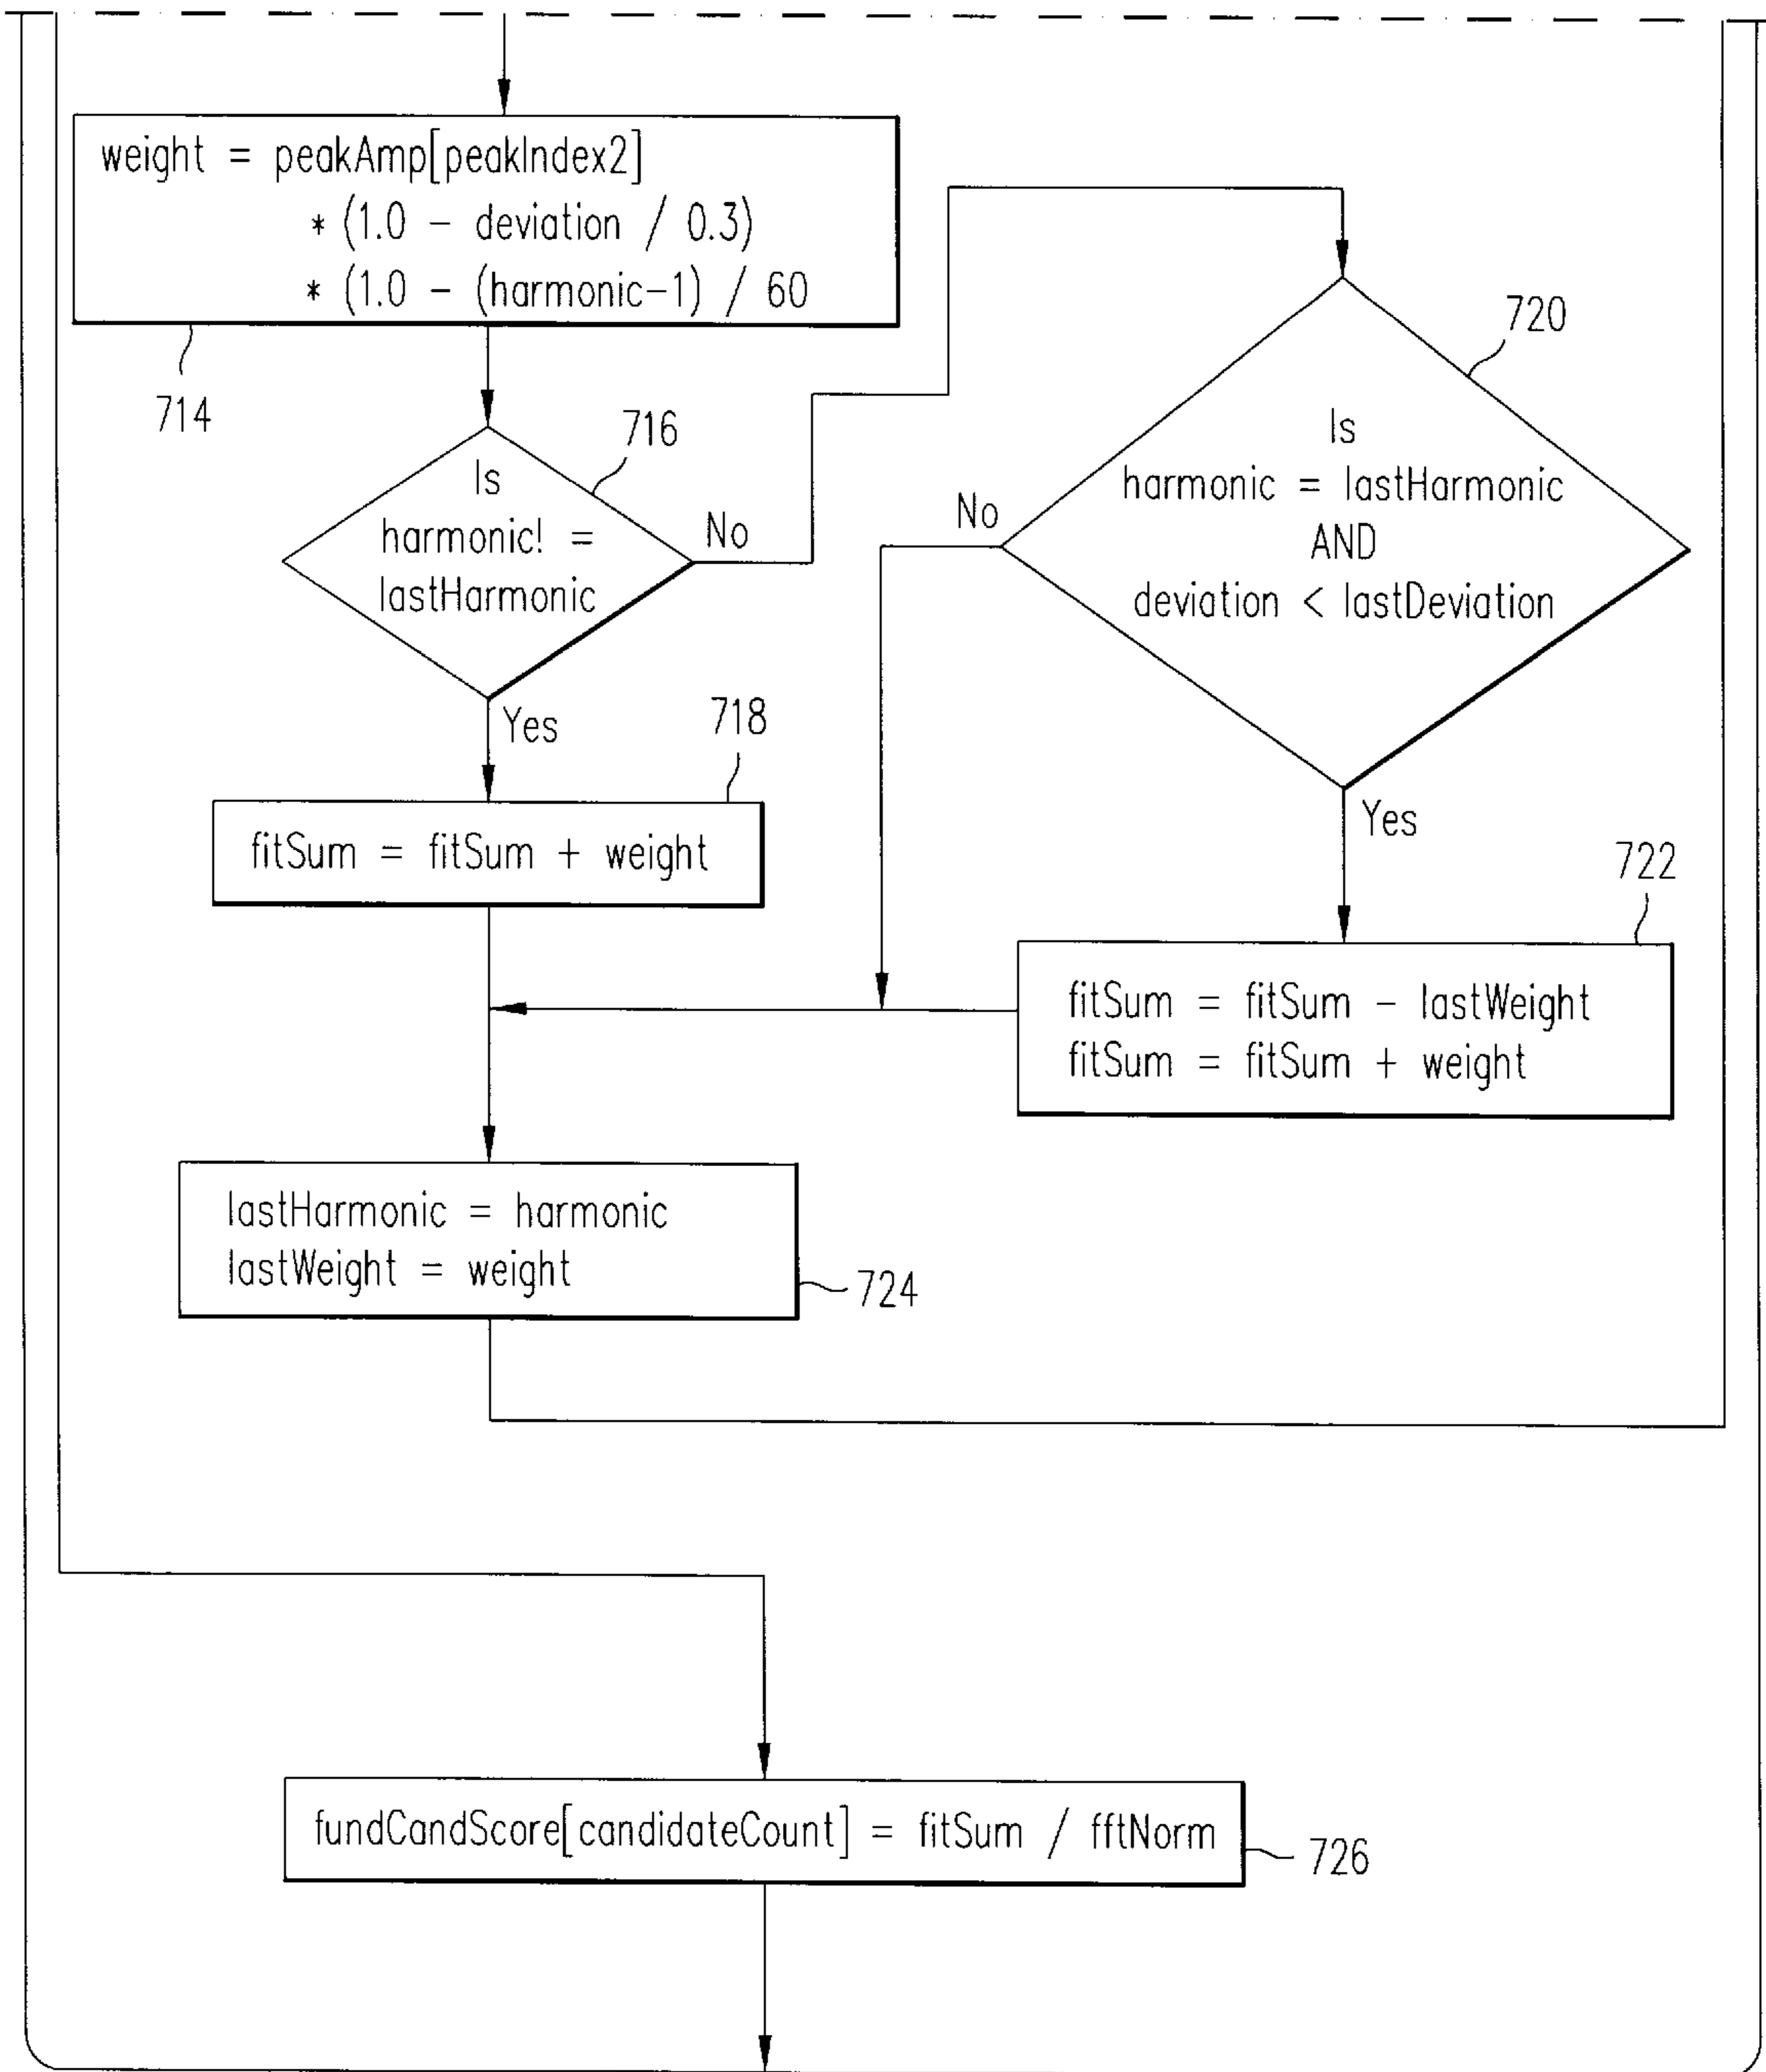 weight = peakAmp[peakIndex2]
* (1.0 - deviation / 0.3)
* (1.0 - (harmonic-1) / 60
714
716
Is
harmonic! =
lastHarmonic
No
Yes
718
fitSum = fitSum + weight
720
Is
harmonic = lastHarmonic
AND
deviation < lastDeviation
No
Yes
722
fitSum = fitSum - lastWeight
fitSum = fitSum + weight
lastHarmonic = harmonic
lastWeight = weight
724
fundCandScore[candidateCount] = fitSum / fftNorm
726